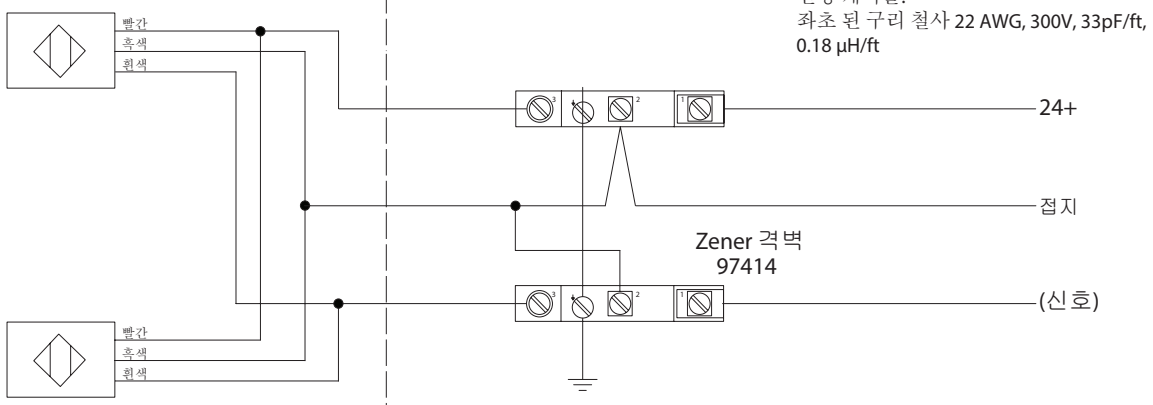 좌초 된 구리 철사 22 AWG, 300V, 33pF/ft,
0.18 µH/ft
빨간
흑색
흰색
3
2
1
24+
접지
Zener 격벽
97414
3
2
1
(신호)
빨간
흑색
흰색